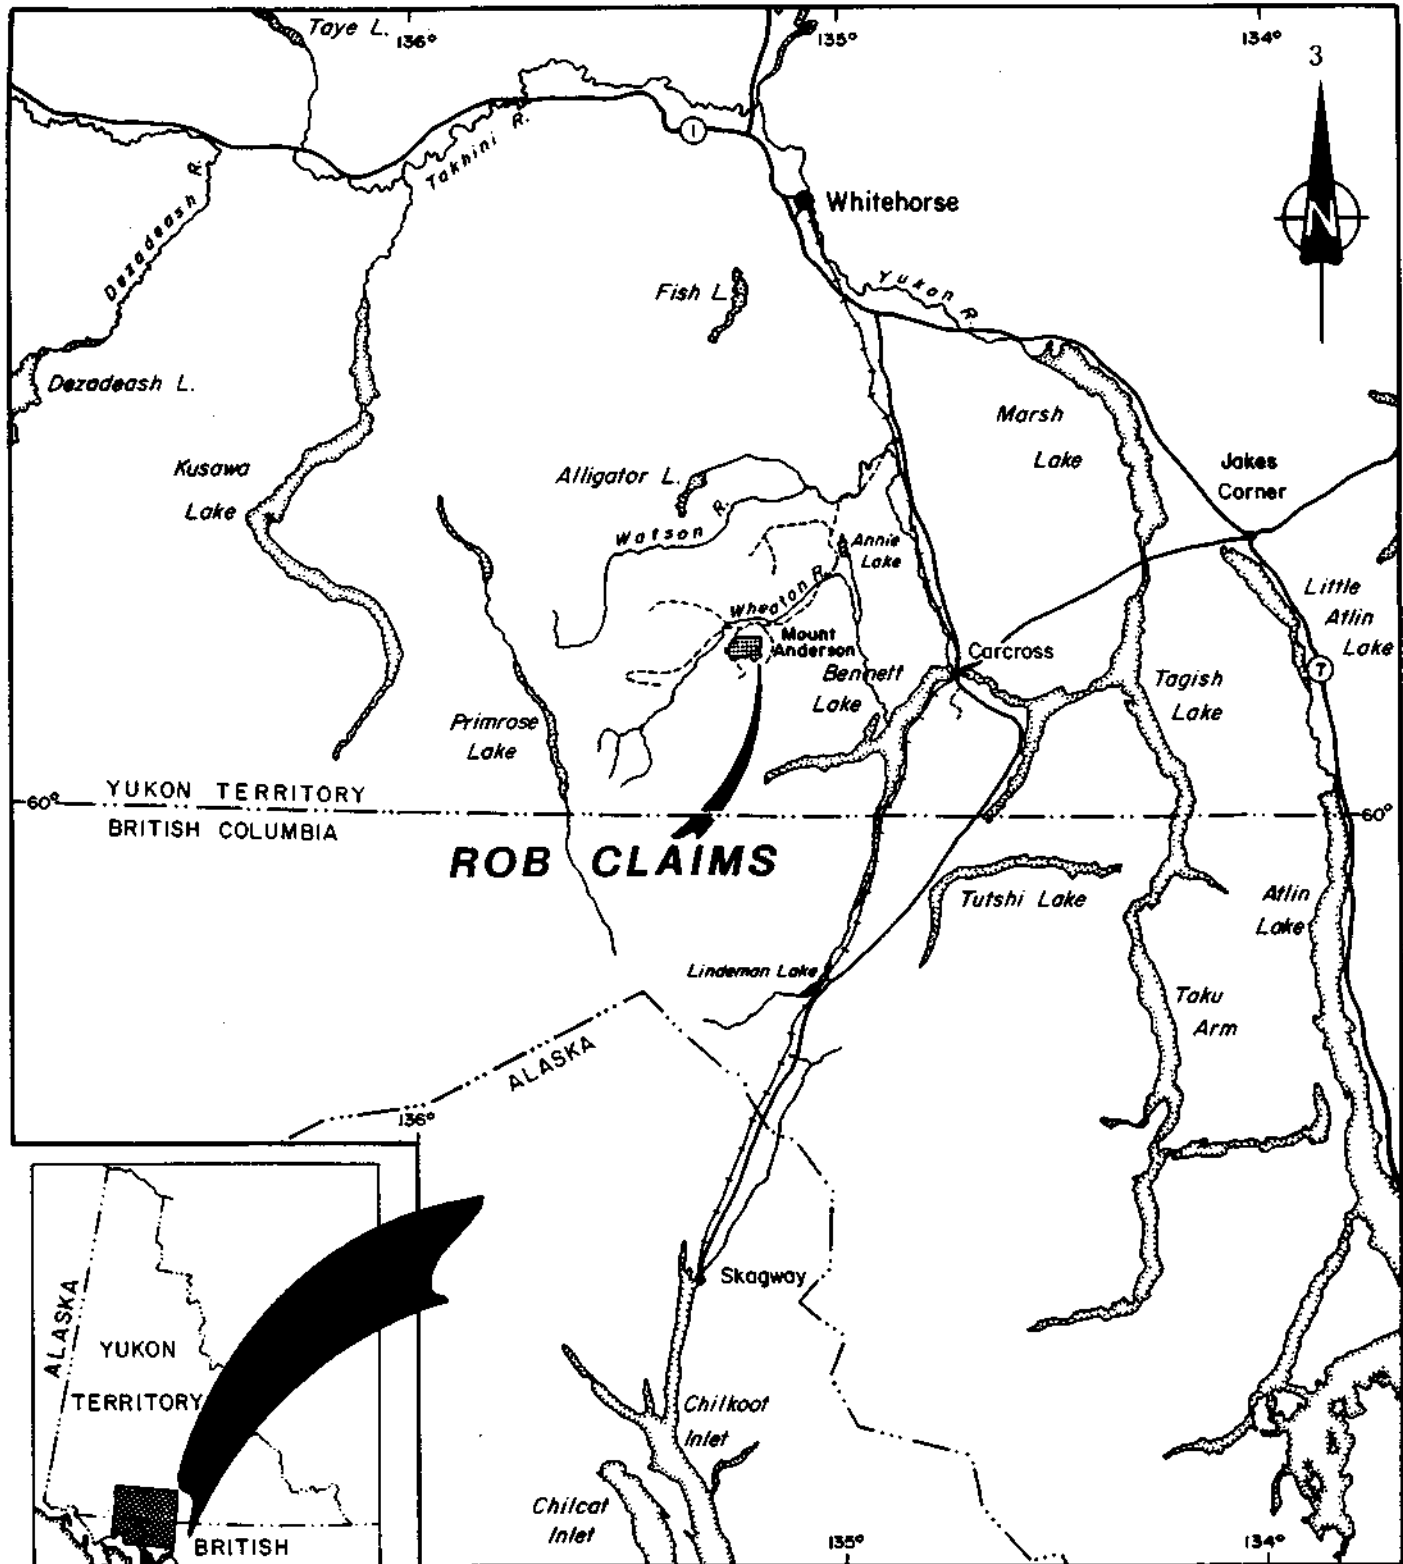 Taye L.
136°
135°
134°
3
Takhini R.
1
Whitehorse
N
Dezadeash R.
Fish L.
Yukon R.
Dezadeash L.
Marsh
Lake
Kusawa
Lake
Alligator L.
Jakes
Corner
Watson R.
Annie
Lake
Little
Atlin
Lake
Wheaton R.
Mount
Anderson
Carcross
Bennett
Lake
7
Tagish
Lake
Primrose
Lake
YUKON TERRITORY
60°
60°
BRITISH COLUMBIA
ROB CLAIMS
Tutshi Lake
Atlin
Lake
Lindeman Lake
Taku
Arm
ALASKA
136°
Skagway
ALASKA
YUKON
TERRITORY
Chilkoot
Inlet
Chilcat
Inlet
BRITISH
135°
134°